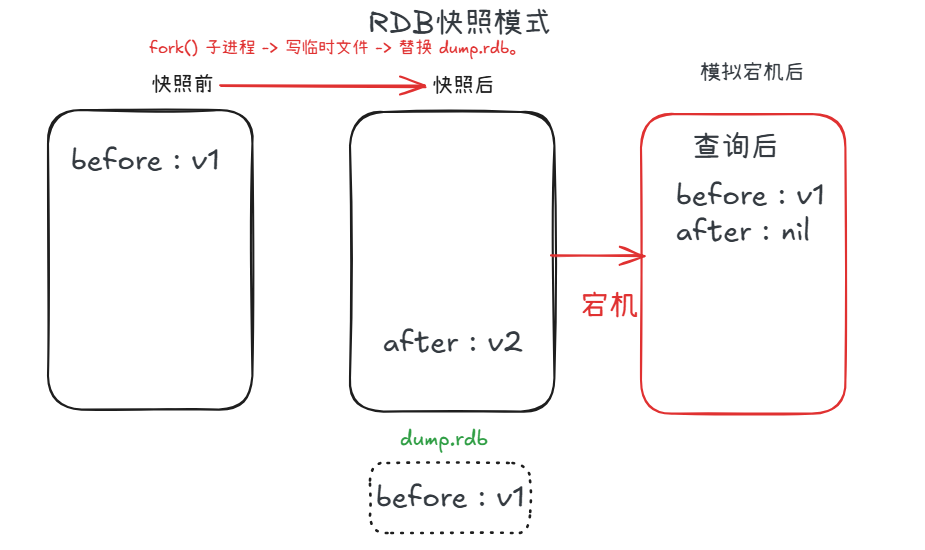 RDB快照模式
fork() 子进程 -> 写临时文件 -> 替换 dump.rdb。
快照前
快照后
模拟宕机后
before : v1
after : v2
宕机
查询后
before : v1
after : nil
dump.rdb
before : v1